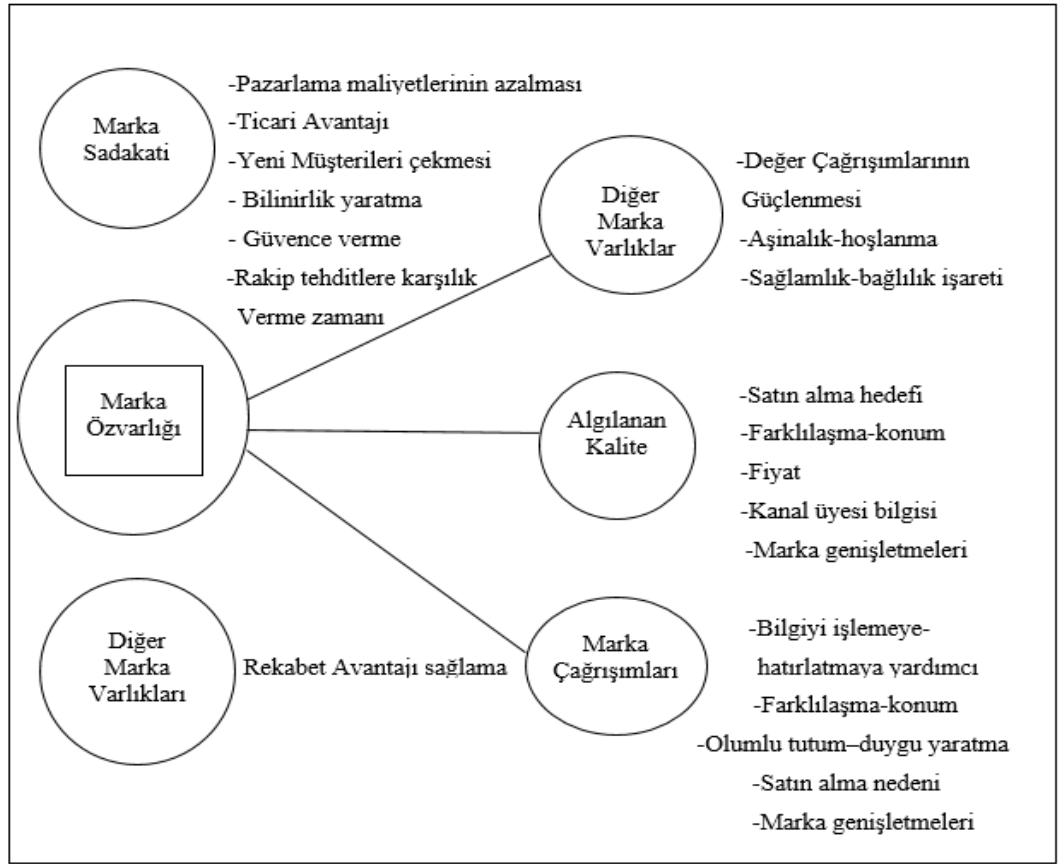 Marka
Sadakati
-Pazarlama maliyetlerinin azalması
-Ticari Avantajı
-Yeni Müşterileri çekmesi
- Bilinirlik yaratma
- Güvence verme
-Rakip tehditlere karşılık
Verme zamanı
Diğer
Marka
Varlıklar
-Değer Çağrışımlarının
Güçlenmesi
-Aşinalık-hoşlanma
-Sağlamlık-bağlılık işareti
Marka
Özvarlığı
Algılanan
Kalite
-Satın alma hedefi
-Farklılaşma-konum
-Fiyat
-Kanal üyesi bilgisi
-Marka genişletmeleri
Diğer
Marka
Varlıkları
Rekabet Avantajı sağlama
Marka
Çağrışımları
-Bilgiyi işlemeye-
hatırlatmaya yardımcı
-Farklılaşma-konum
-Olumlu tutum–duygu yaratma
-Satın alma nedeni
-Marka genişletmeleri